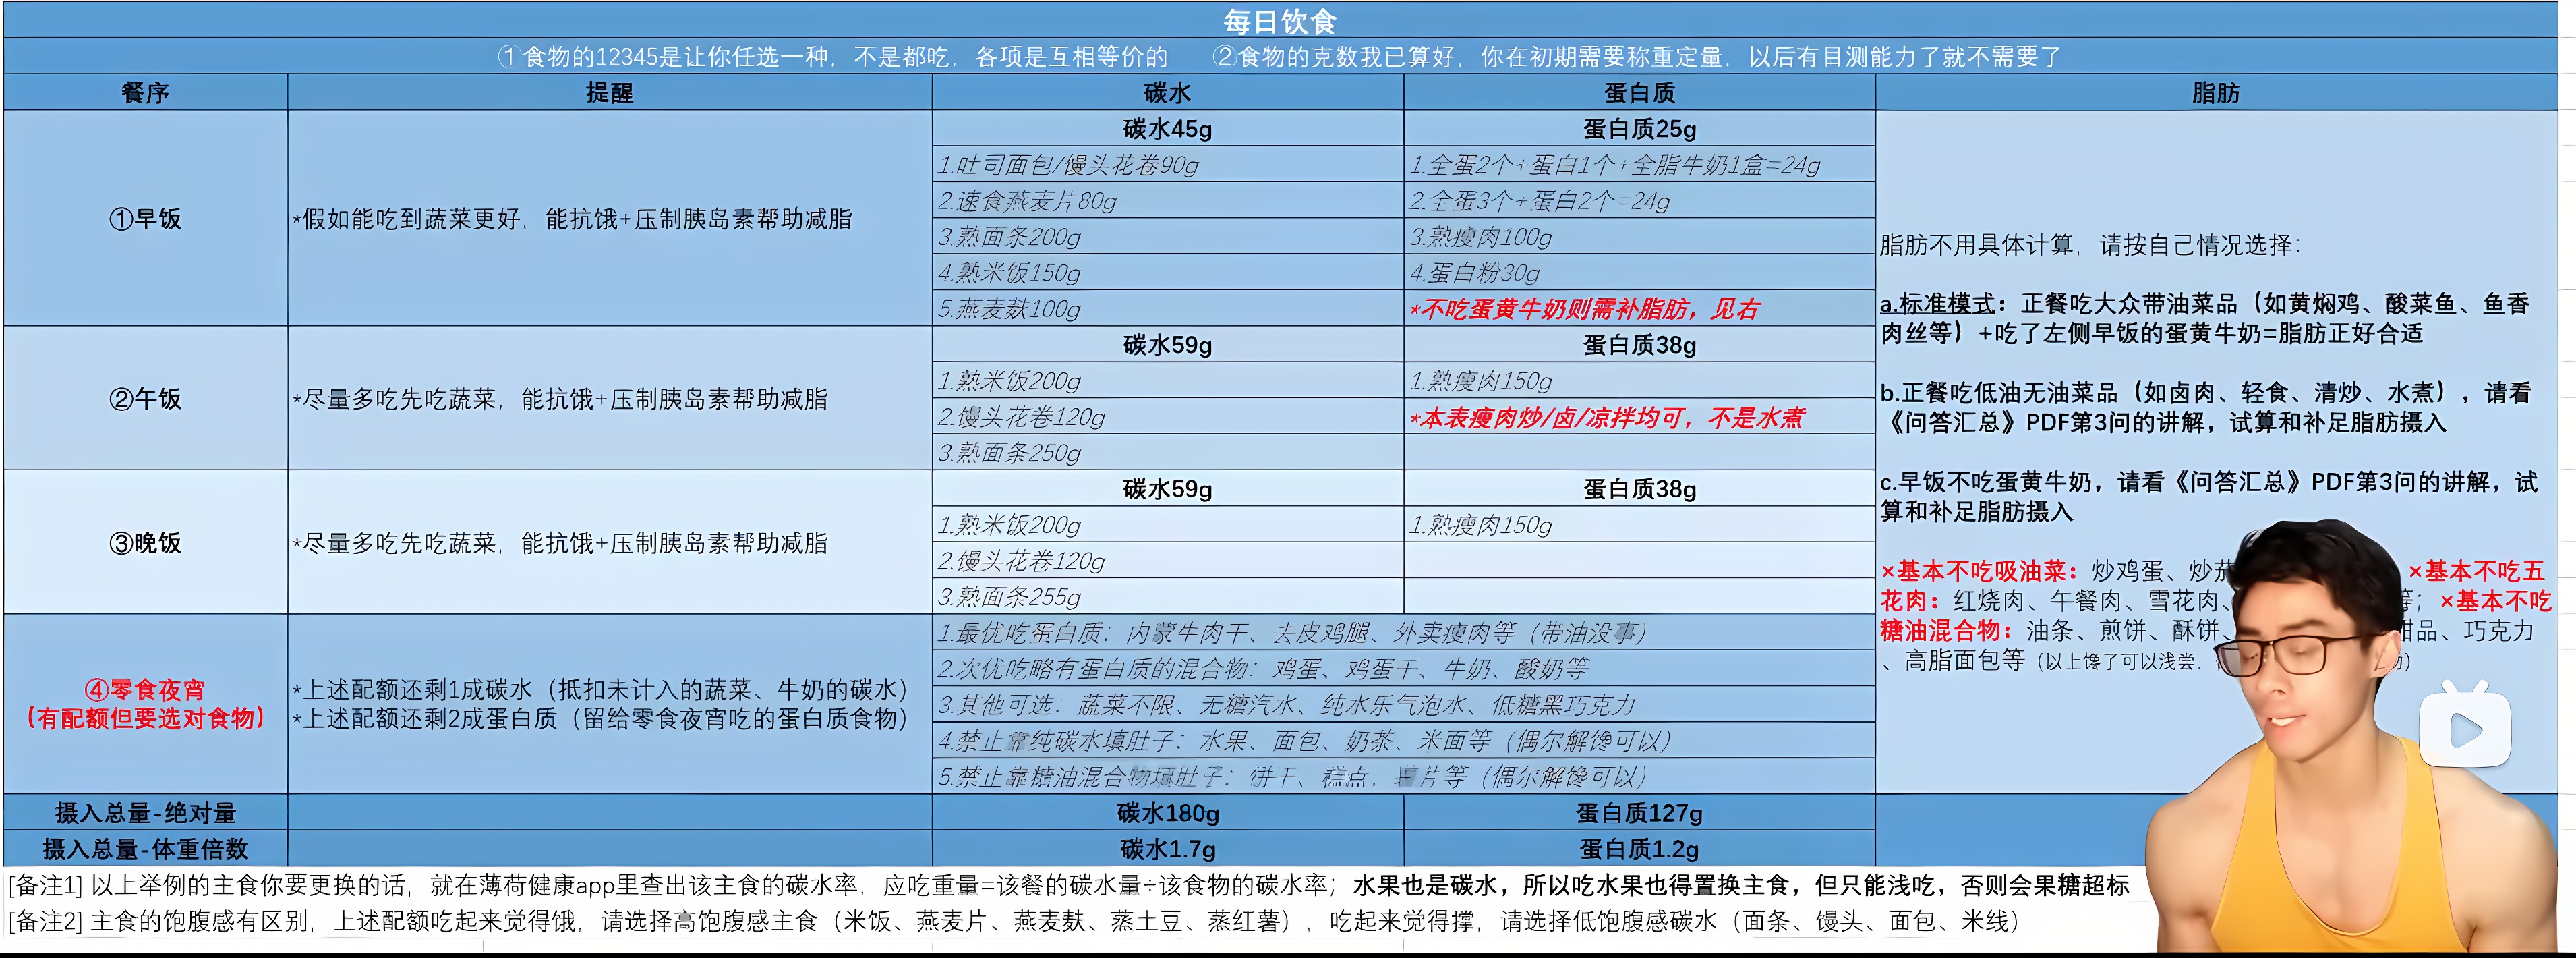 每日饮食
①食物的12345是让你任选一种，不是都吃，各项是互相等价的 ②食物的克数我已算好，你在初期需要称重定量，以后有目测能力了就不需要了
餐序 提醒 碳水 蛋白质 脂肪
①早饭
*假如能吃到蔬菜更好，能抗饿+压制胰岛素帮助减脂
碳水45g
1.吐司面包/馒头花卷90g
2.速食燕麦片80g
3.熟面条200g
4.熟米饭150g
5.燕麦麸100g
蛋白质25g
1.全蛋2个+蛋白1个+全脂牛奶1盒=24g
2.全蛋3个+蛋白2个=24g
3.熟瘦肉100g
4.蛋白粉30g
*不吃蛋黄牛奶则需补脂肪，见右
②午饭
*尽量多吃先吃蔬菜，能抗饿+压制胰岛素帮助减脂
碳水59g
1.熟米饭200g
2.馒头花卷120g
3.熟面条250g
蛋白质38g
1.熟瘦肉150g
*本表瘦肉炒/卤/凉拌均可，不是水煮
③晚饭
*尽量多吃先吃蔬菜，能抗饿+压制胰岛素帮助减脂
碳水59g
1.熟米饭200g
2.馒头花卷120g
3.熟面条255g
蛋白质38g
1.熟瘦肉150g
④零食夜宵
（有配额但要选对食物）
*上述配额还剩1成碳水（抵扣未计入的蔬菜、牛奶的碳水）
*上述配额还剩2成蛋白质（留给零食夜宵吃的蛋白质食物）
1.最优吃蛋白质：内蒙牛肉干、去皮鸡腿、外卖瘦肉等（带油没事）
2.次优吃略有蛋白质的混合物：鸡蛋、鸡蛋干、牛奶、酸奶等
3.其他可选：蔬菜不限、无糖汽水、纯水乐气泡水、低糖黑巧克力
4.禁止靠纯碳水填肚子：水果、面包、奶茶、米面等（偶尔解馋可以）
5.禁止靠糖油混合物填肚子：饼干、糕点，薯片等（偶尔解馋可以）
脂肪不用具体计算，请按自己情况选择：
a.标准模式：正餐吃大众带油菜品（如黄焖鸡、酸菜鱼、鱼香
肉丝等）+吃了左侧早饭的蛋黄牛奶=脂肪正好合适
b.正餐吃低油无油菜品（如卤肉、轻食、清炒、水煮），请看
《问答汇总》PDF第3问的讲解，试算和补足脂肪摄入
c.早饭不吃蛋黄牛奶，请看《问答汇总》PDF第3问的讲解，试
算和补足脂肪摄入
×基本不吃吸油菜：炒鸡蛋、炒茄 ×基本不吃五
花肉：红烧肉、午餐肉、雪花肉、 等；×基本不吃
糖油混合物：油条、煎饼、酥饼、 甜品、巧克力
、高脂面包等（以上馋了可以浅尝，
摄入总量-绝对量 碳水180g 蛋白质127g
摄入总量-体重倍数 碳水1.7g 蛋白质1.2g
[备注1] 以上举例的主食你要更换的话，就在薄荷健康app里查出该主食的碳水率，应吃重量=该餐的碳水量÷该食物的碳水率；水果也是碳水，所以吃水果也得置换主食，但只能浅吃，否则会果糖超标
[备注2] 主食的饱腹感有区别，上述配额吃起来觉得饿，请选择高饱腹感主食（米饭、燕麦片、燕麦麸、蒸土豆、蒸红薯），吃起来觉得撑，请选择低饱腹感碳水（面条、馒头、面包、米线）